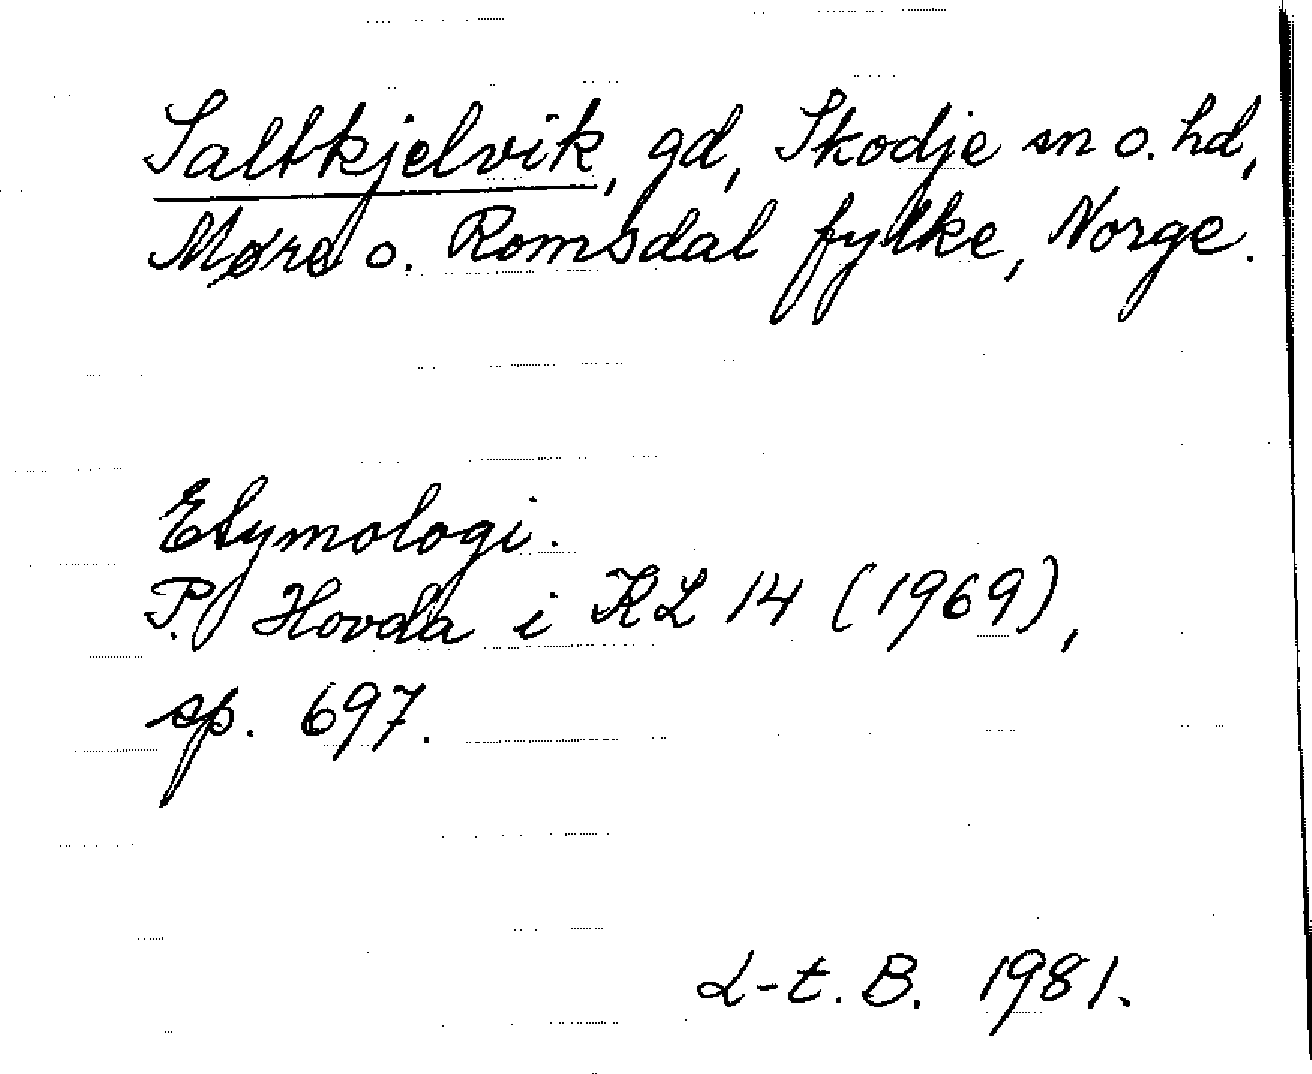 Saltkjelvik, gd, Skodje sn o. hd,
Møre o. Romsdal fylke, Norge.
Etymologi.
P. Hovda i KL 14 (1969),
sp. 697.
L-t. B. 1981.